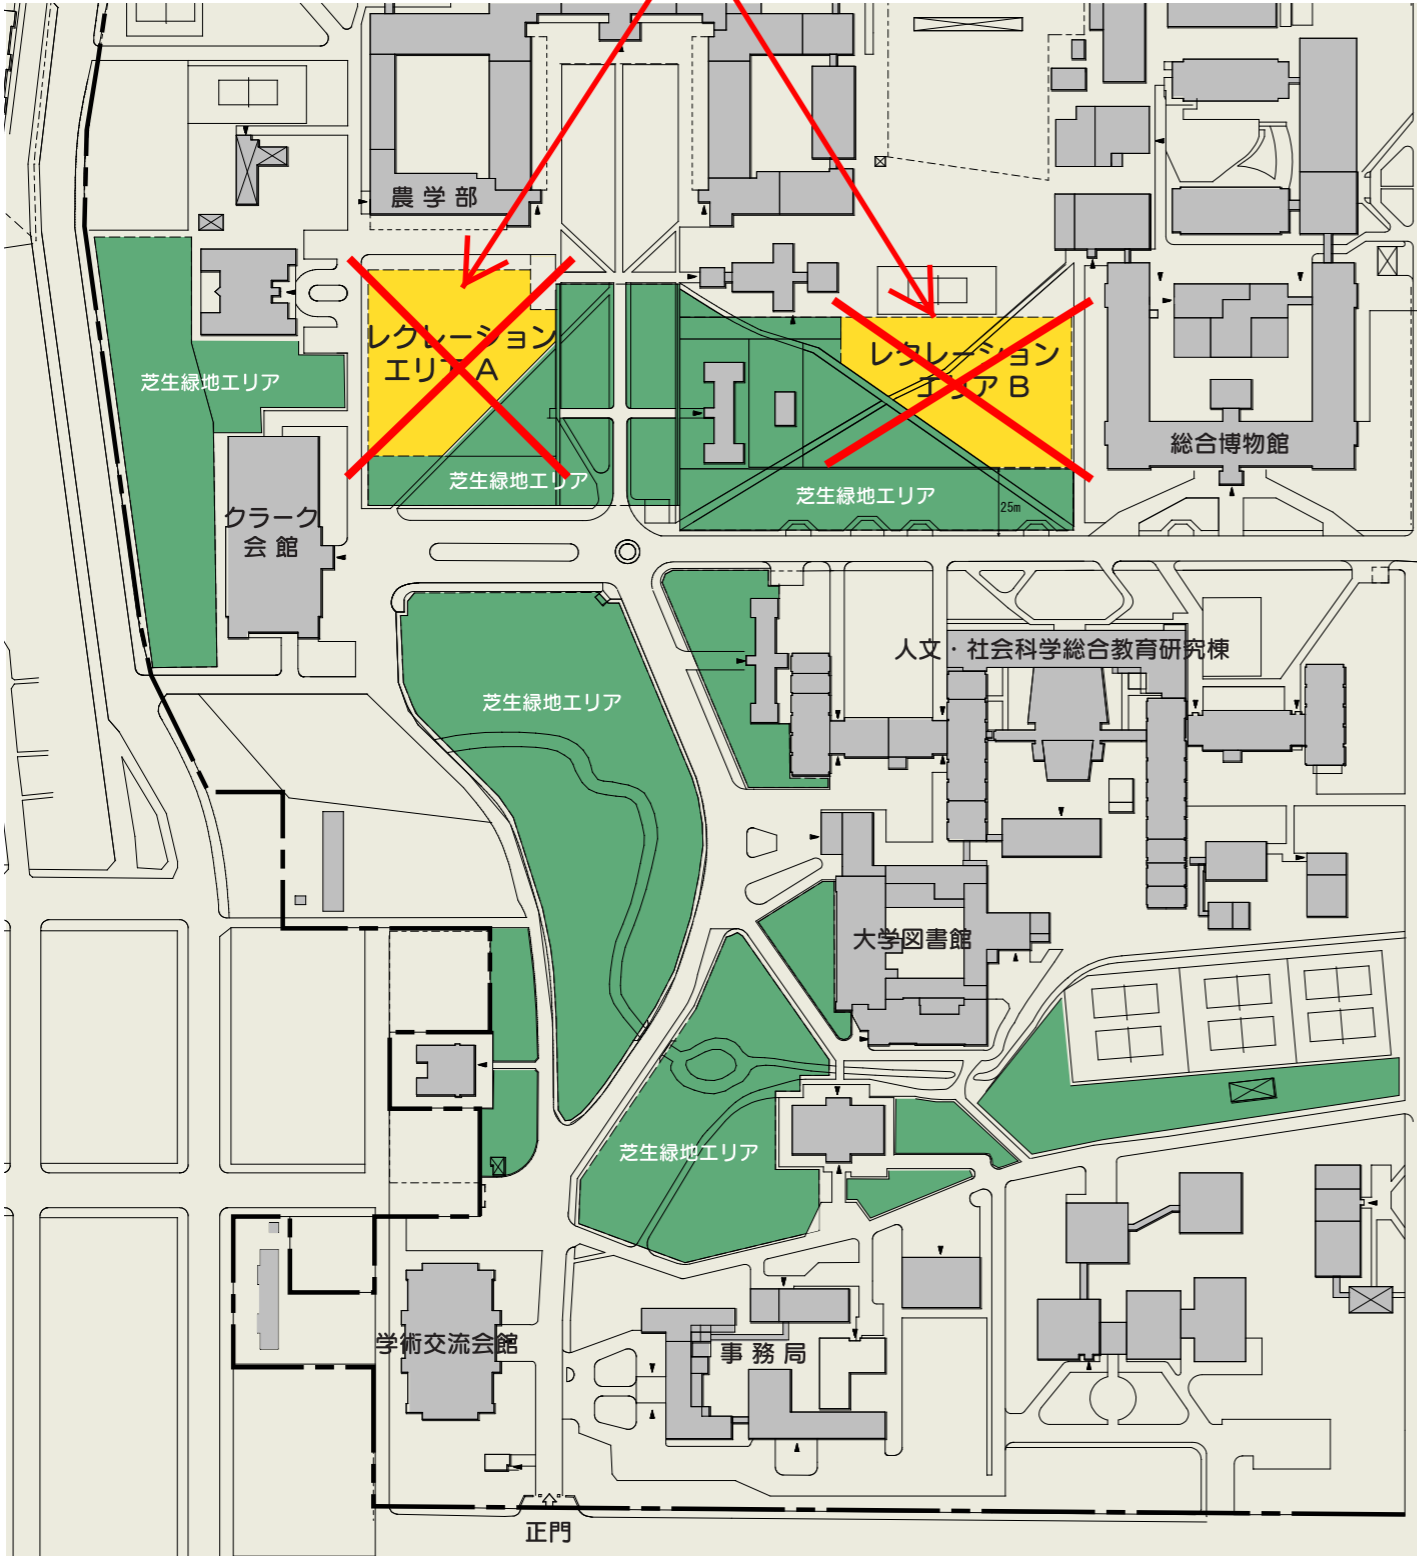 農学部
レクレーション
エリア A
レクレーション
エリア B
芝生緑地エリア
総合博物館
芝生緑地エリア
芝生緑地エリア
25m
クラーク
会館
人文・社会科学総合教育研究棟
芝生緑地エリア
大学図書館
芝生緑地エリア
学術交流会館
事務局
正門